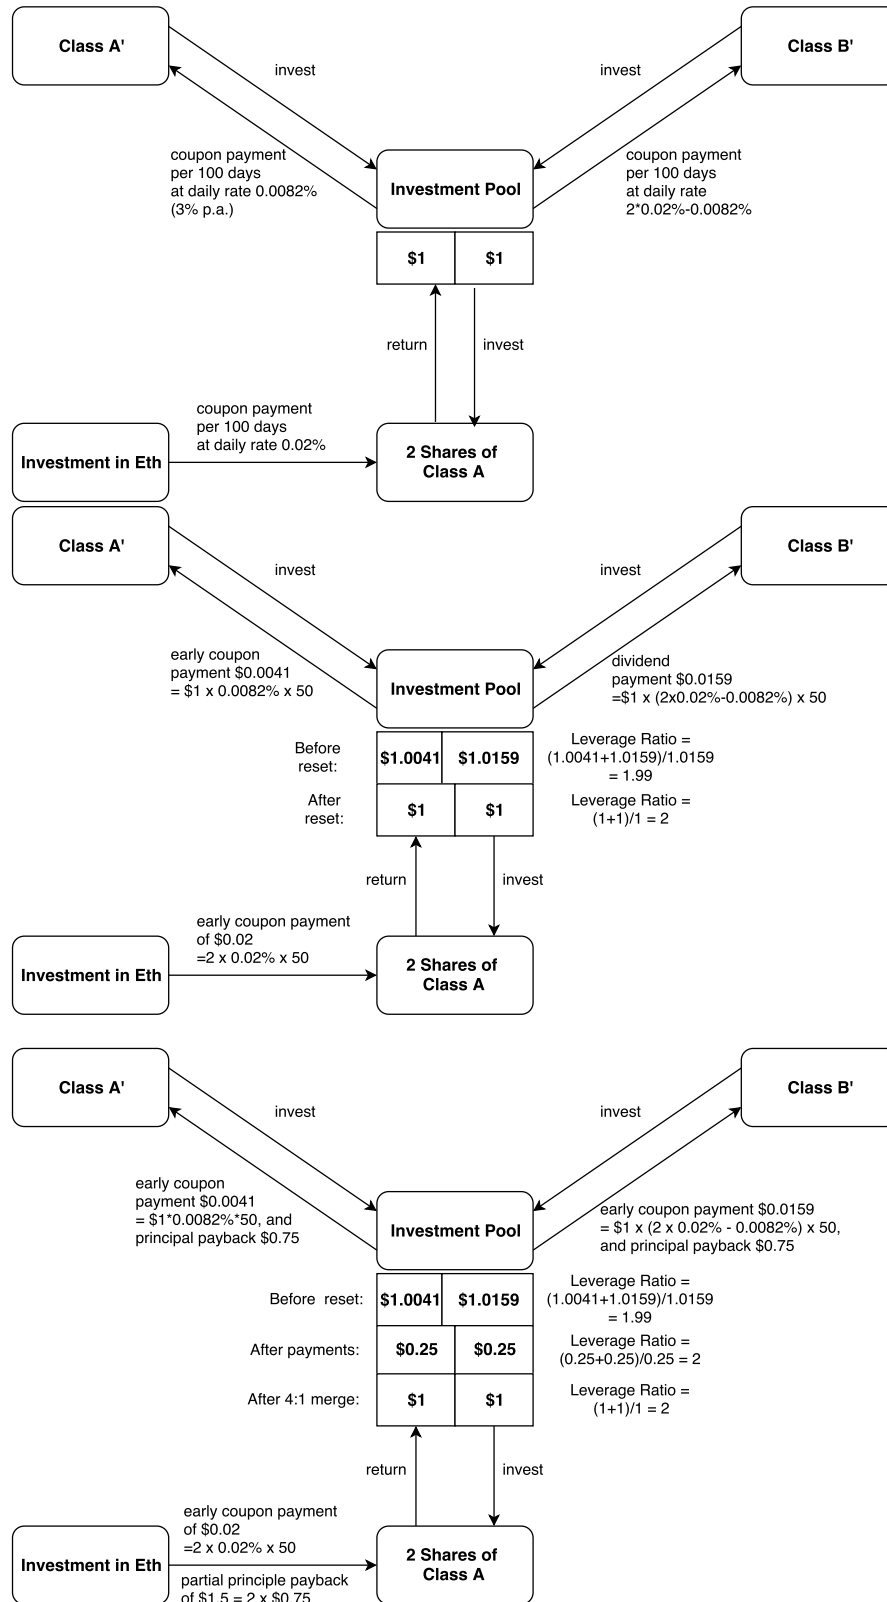 Class A'
Class B'
invest
invest
coupon payment
per 100 days
at daily rate 0.0082%
(3% p.a.)
coupon payment
per 100 days
at daily rate
2*0.02%-0.0082%
Investment Pool
$1
$1
return
invest
coupon payment
per 100 days
at daily rate 0.02%
Investment in Eth
2 Shares of
Class A
Class A'
Class B'
invest
invest
early coupon
payment $0.0041
= $1 x 0.0082% x 50
dividend
payment $0.0159
=$1 x (2x0.02%-0.0082%) x 50
Investment Pool
Before
reset:
$1.0041
$1.0159
Leverage Ratio =
(1.0041+1.0159)/1.0159
= 1.99
After
reset:
$1
$1
Leverage Ratio =
(1+1)/1 = 2
return
invest
early coupon payment
of $0.02
=2 x 0.02% x 50
Investment in Eth
2 Shares of
Class A
Class A'
Class B'
invest
invest
early coupon
payment $0.0041
= $1*0.0082%*50, and
principal payback $0.75
early coupon payment $0.0159
= $1 x (2 x 0.02% - 0.0082%) x 50,
and principal payback $0.75
Investment Pool
Before reset:
$1.0041
$1.0159
Leverage Ratio =
(1.0041+1.0159)/1.0159
= 1.99
After payments:
$0.25
$0.25
Leverage Ratio =
(0.25+0.25)/0.25 = 2
After 4:1 merge:
$1
$1
Leverage Ratio =
(1+1)/1 = 2
return
invest
early coupon payment
of $0.02
=2 x 0.02% x 50
Investment in Eth
2 Shares of
Class A
partial principle payback
of $1.5 = 2 x $0.75